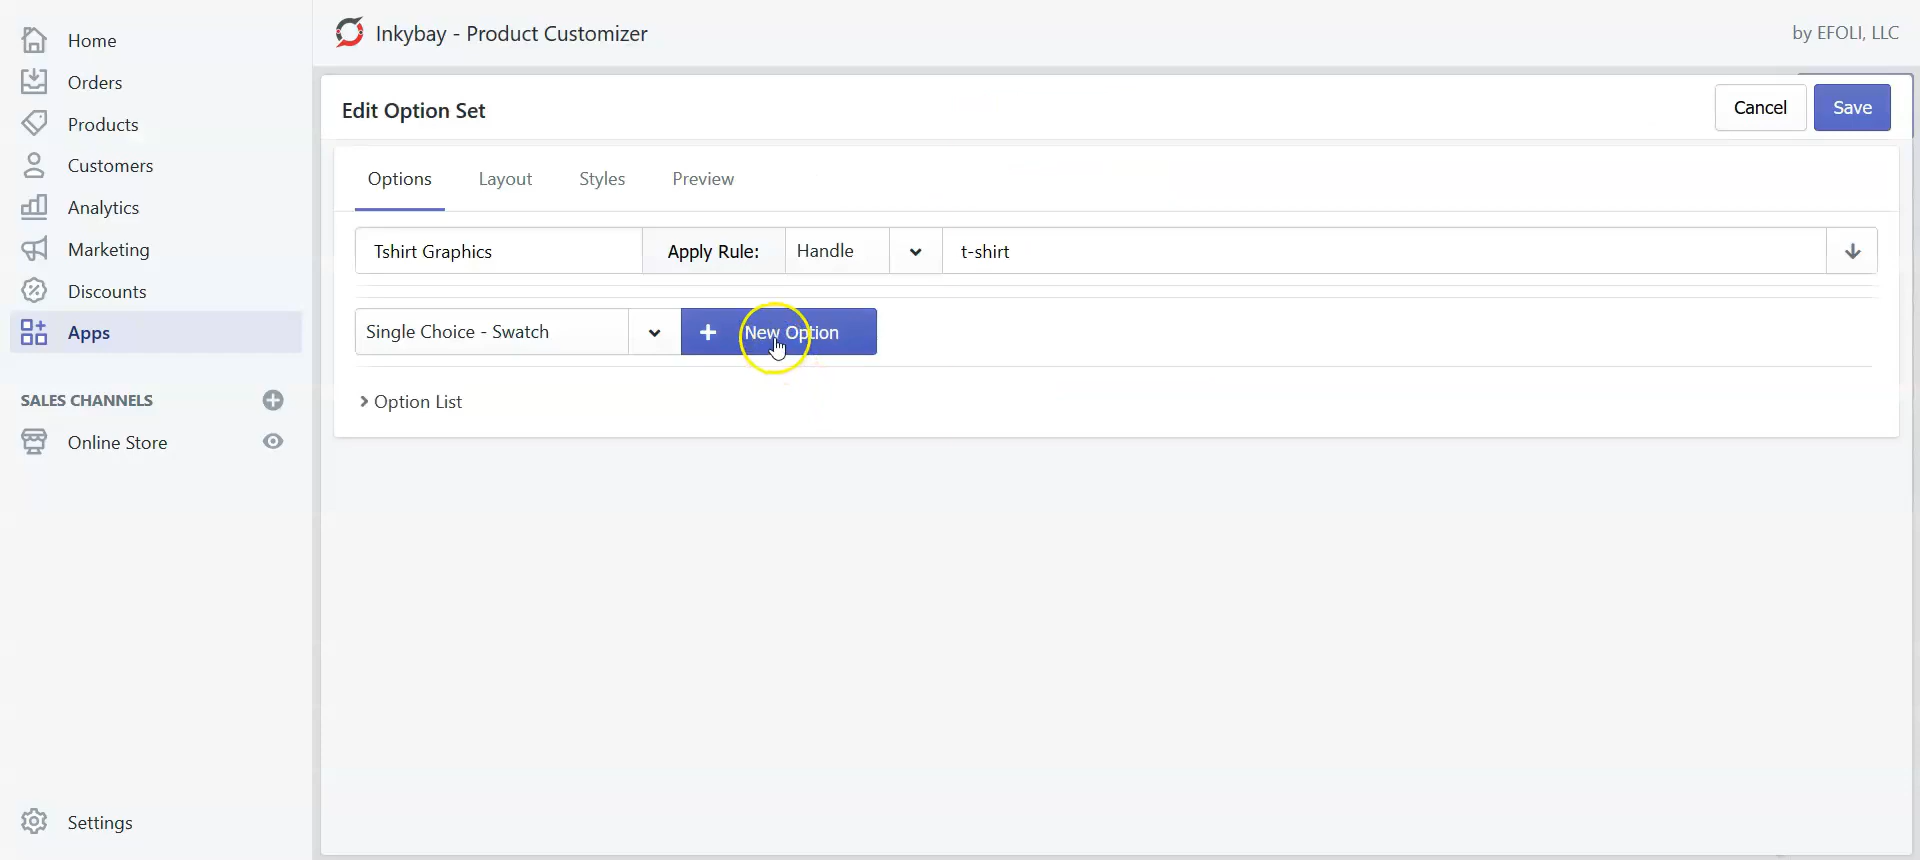 Home
Orders
Products
Customers
Analytics
Marketing
Discounts
Apps
SALES CHANNELS
Online Store
Settings
Inkybay - Product Customizer
by EFOLI, LLC
Edit Option Set
Cancel
Save
Options Layout Styles Preview
Tshirt Graphics Apply Rule: Handle t-shirt
Single Choice - Swatch + New Option
> Option List